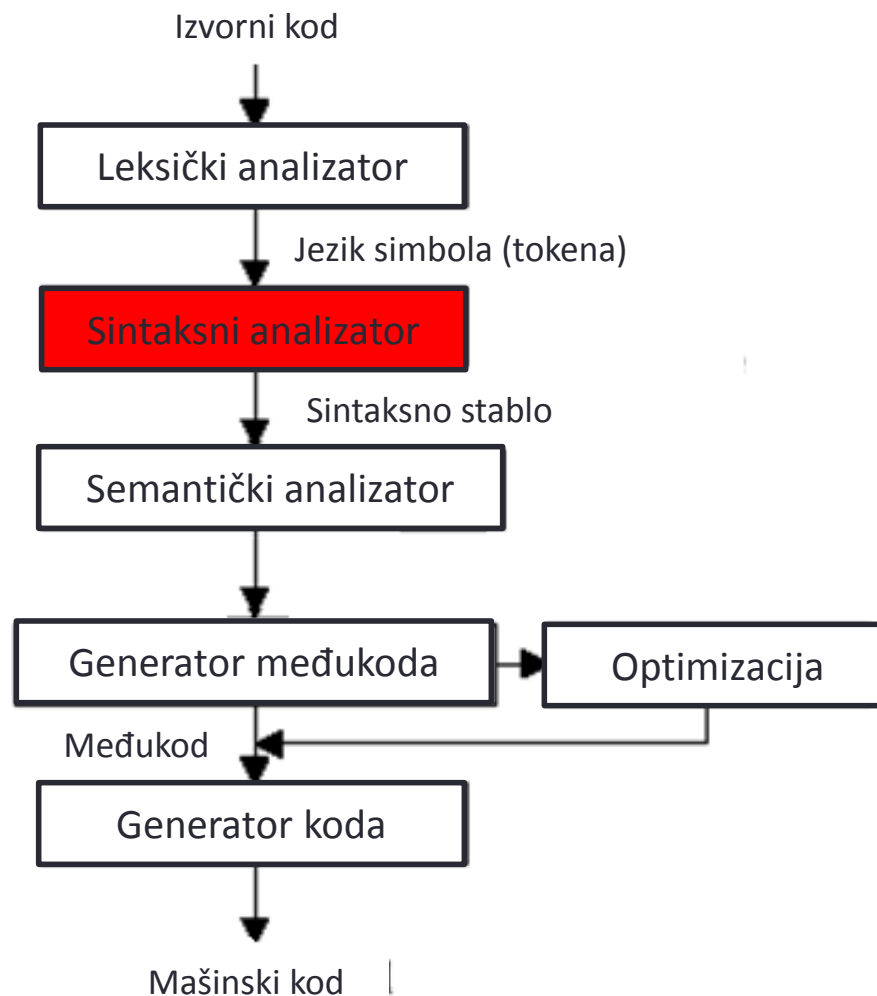 Izvorni kod
Leksički analizator
Jezik simbola (tokena)
Sintaksni analizator
Sintaksno stablo
Semantički analizator
Generator međukoda
Optimizacija
Međukod
Generator koda
Mašinski kod